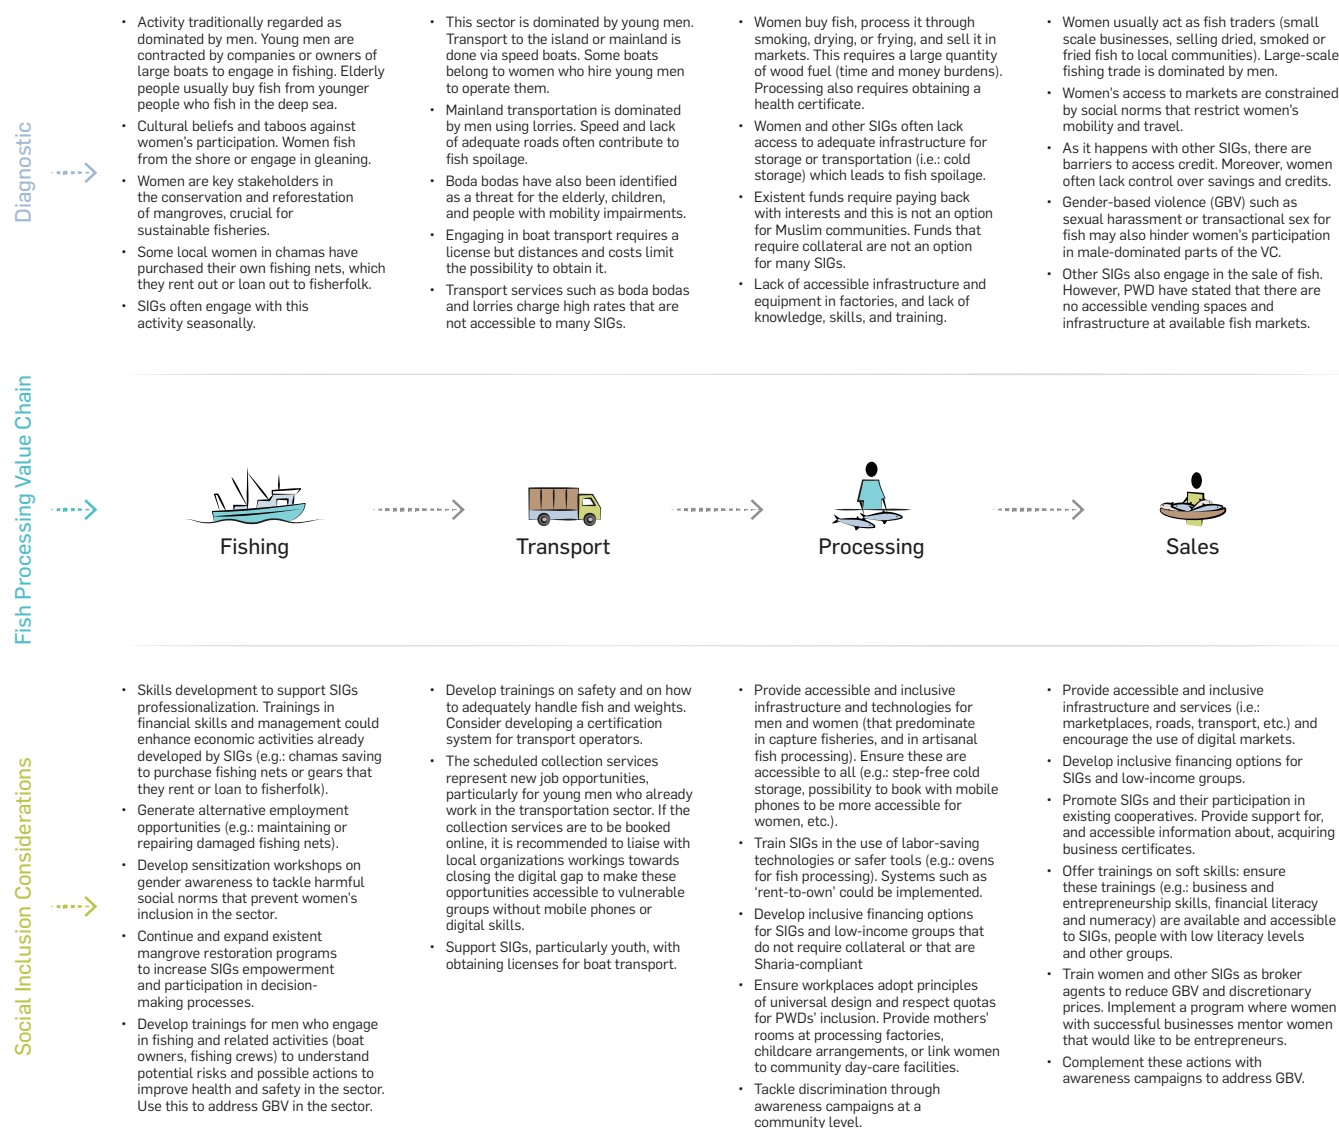 Diagnostic
• Activity traditionally regarded as
dominated by men. Young men are
contracted by companies or owners of
large boats to engage in fishing. Elderly
people usually buy fish from younger
people who fish in the deep sea.
• Cultural beliefs and taboos against
women's participation. Women fish
from the shore or engage in gleaning.
• Women are key stakeholders in
the conservation and reforestation
of mangroves, crucial for
sustainable fisheries.
• Some local women in chamas have
purchased their own fishing nets, which
they rent out or loan out to fisherfolk.
• SIGs often engage with this
activity seasonally.
• This sector is dominated by young men.
Transport to the island or mainland is
done via speed boats. Some boats
belong to women who hire young men
to operate them.
• Mainland transportation is dominated
by men using lorries. Speed and lack
of adequate roads often contribute to
fish spoilage.
• Boda bodas have also been identified
as a threat for the elderly, children,
and people with mobility impairments.
• Engaging in boat transport requires a
license but distances and costs limit
the possibility to obtain it.
• Transport services such as boda bodas
and lorries charge high rates that are
not accessible to many SIGs.
• Women buy fish, process it through
smoking, drying, or frying, and sell it in
markets. This requires a large quantity
of wood fuel (time and money burdens).
Processing also requires obtaining a
health certificate.
• Women and other SIGs often lack
access to adequate infrastructure for
storage or transportation (i.e.: cold
storage) which leads to fish spoilage.
• Existent funds require paying back
with interests and this is not an option
for Muslim communities. Funds that
require collateral are not an option
for many SIGs.
• Lack of accessible infrastructure and
equipment in factories, and lack of
knowledge, skills, and training.
• Women usually act as fish traders (small
scale businesses, selling dried, smoked or
fried fish to local communities). Large-scale
fishing trade is dominated by men.
• Women's access to markets are constrained
by social norms that restrict women's
mobility and travel.
• As it happens with other SIGs, there are
barriers to access credit. Moreover, women
often lack control over savings and credits.
• Gender-based violence (GBV) such as
sexual harassment or transactional sex for
fish may also hinder women's participation
in male-dominated parts of the VC.
• Other SIGs also engage in the sale of fish.
However, PWD have stated that there are
no accessible vending spaces and
infrastructure at available fish markets.
Fish Processing Value Chain
Fishing
Transport
Processing
Sales
Social Inclusion Considerations
• Skills development to support SIGs
professionalization. Trainings in
financial skills and management could
enhance economic activities already
developed by SIGs (e.g.: chamas saving
to purchase fishing nets or gears that
they rent or loan to fisherfolk).
• Generate alternative employment
opportunities (e.g.: maintaining or
repairing damaged fishing nets).
• Develop sensitization workshops on
gender awareness to tackle harmful
social norms that prevent women's
inclusion in the sector.
• Continue and expand existent
mangrove restoration programs
to increase SIGs empowerment
and participation in decision-
making processes.
• Develop trainings for men who engage
in fishing and related activities (boat
owners, fishing crews) to understand
potential risks and possible actions to
improve health and safety in the sector.
Use this to address GBV in the sector.
• Develop trainings on safety and on how
to adequately handle fish and weights.
Consider developing a certification
system for transport operators.
• The scheduled collection services
represent new job opportunities,
particularly for young men who already
work in the transportation sector. If the
collection services are to be booked
online, it is recommended to liaise with
local organizations workings towards
closing the digital gap to make these
opportunities accessible to vulnerable
groups without mobile phones or
digital skills.
• Support SIGs, particularly youth, with
obtaining licenses for boat transport.
• Provide accessible and inclusive
infrastructure and technologies for
men and women (that predominate
in capture fisheries, and in artisanal
fish processing). Ensure these are
accessible to all (e.g.: step-free cold
storage, possibility to book with mobile
phones to be more accessible for
women, etc.).
• Train SIGs in the use of labor-saving
technologies or safer tools (e.g.: ovens
for fish processing). Systems such as
'rent-to-own' could be implemented.
• Develop inclusive financing options
for SIGs and low-income groups that
do not require collateral or that are
Sharia-compliant
• Ensure workplaces adopt principles
of universal design and respect quotas
for PWDs' inclusion. Provide mothers'
rooms at processing factories,
childcare arrangements, or link women
to community day-care facilities.
• Tackle discrimination through
awareness campaigns at a
community level.
• Provide accessible and inclusive
infrastructure and services (i.e.:
marketplaces, roads, transport, etc.) and
encourage the use of digital markets.
• Develop inclusive financing options for
SIGs and low-income groups.
• Promote SIGs and their participation in
existing cooperatives. Provide support for,
and accessible information about, acquiring
business certificates.
• Offer trainings on soft skills: ensure
these trainings (e.g.: business and
entrepreneurship skills, financial literacy
and numeracy) are available and accessible
to SIGs, people with low literacy levels
and other groups.
• Train women and other SIGs as broker
agents to reduce GBV and discretionary
prices. Implement a program where women
with successful businesses mentor women
that would like to be entrepreneurs.
• Complement these actions with
awareness campaigns to address GBV.